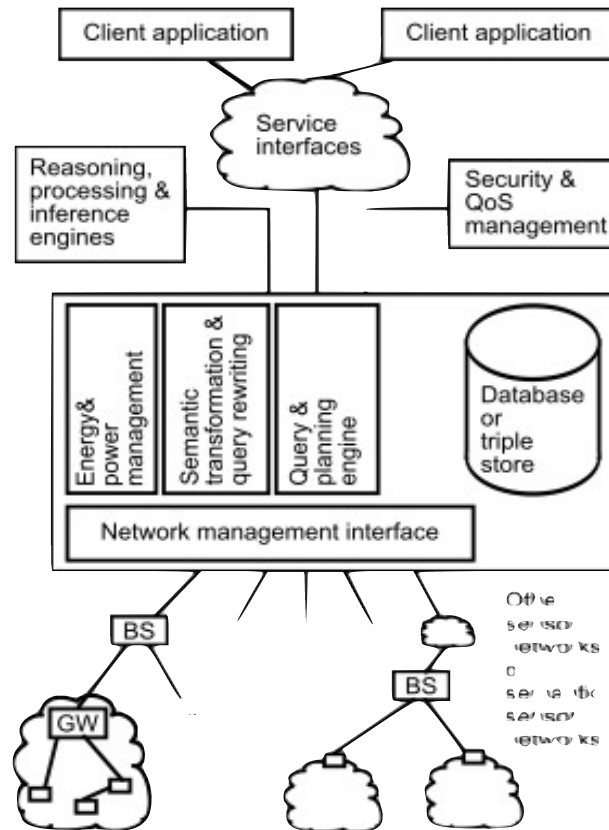 Client application
Client application
Service
interfaces
Reasoning,
processing &
inference
engines
Security &
QoS
management
Energy&
power
management
Semantic
transformation &
query rewriting
Query &
planning
engine
Database
or
triple
store
Network management interface
BS
GW
BS